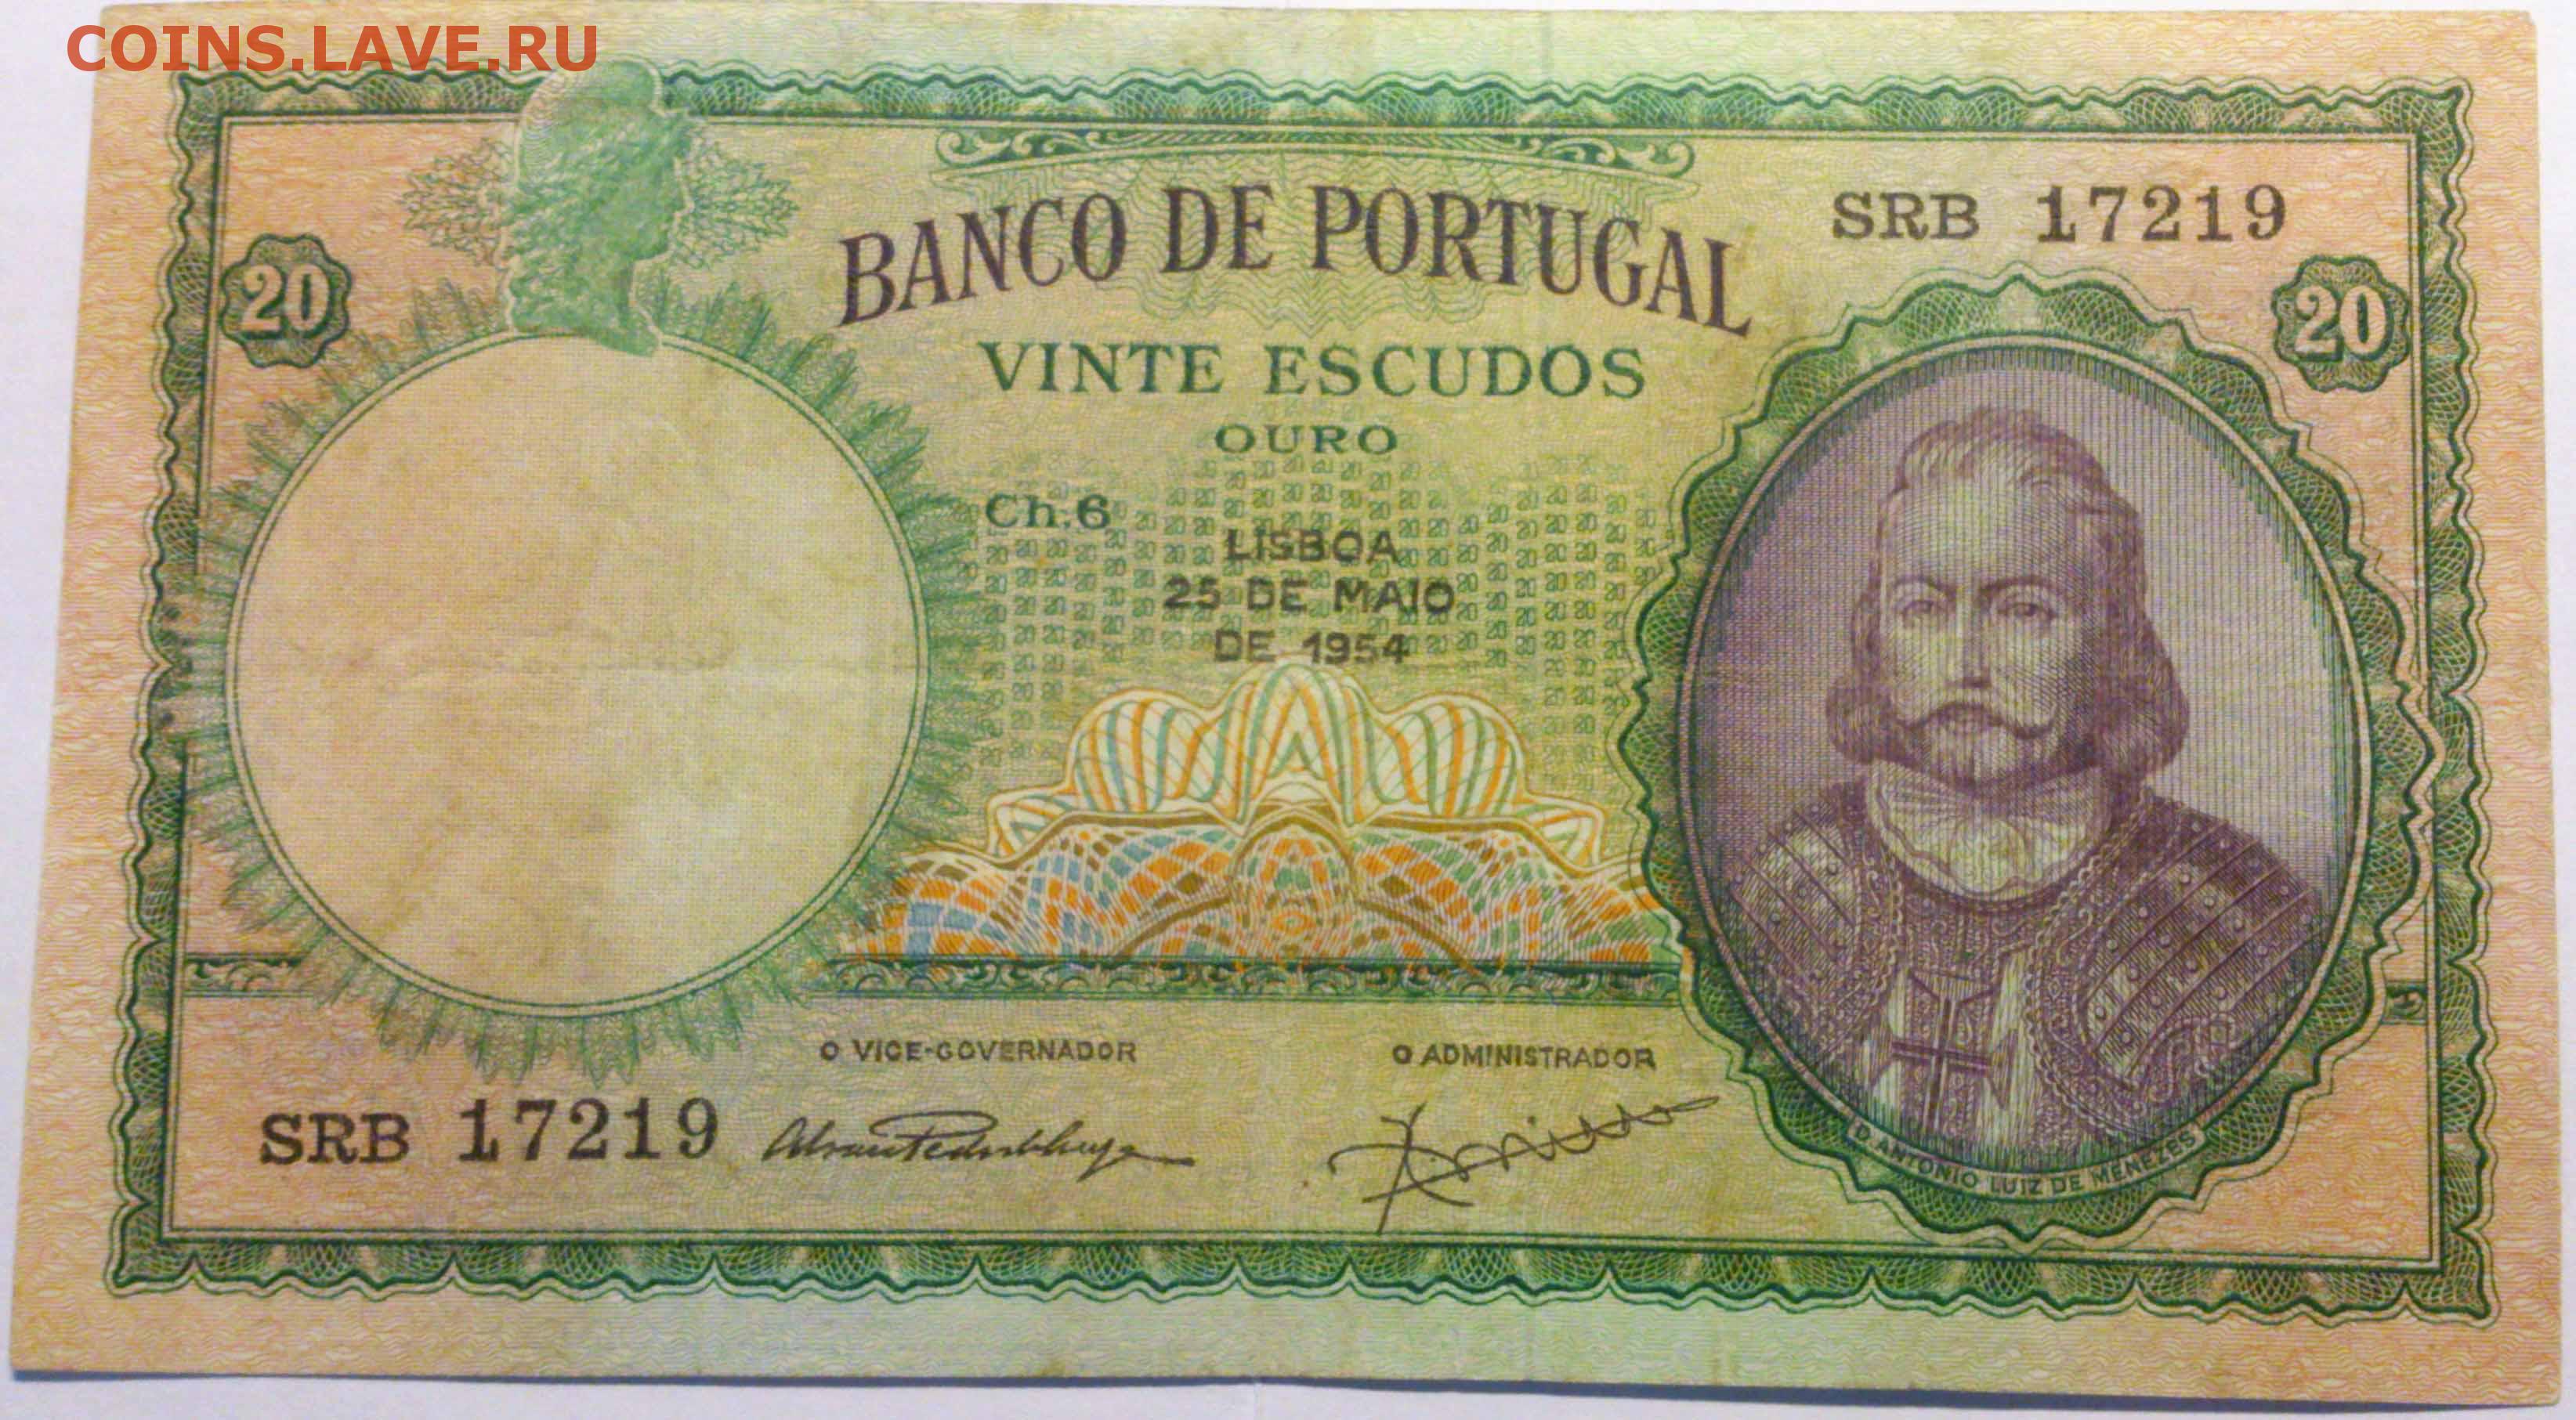 COINS.LAVE.RU
SRB 17219
BANCO DE PORTUGAL
20
20
VINTE ESCUDOS
OURO
Ch.6
LISBOA
25 DE MAIO
DE 1954
O VICE-GOVERNADOR
O ADMINISTRADOR
SRB 17219
D. ANTONIO LUIZ DE MENEZES